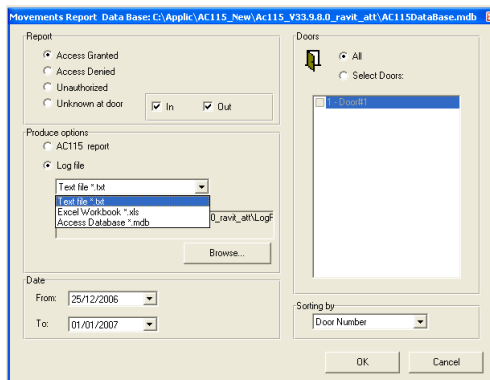 Movements Report Data Base: C:\Applic\AC115_New\Ac115_V33.9.8.0_ravit_att\AC115DataBase.mdb
Report
Access Granted
Access Denied
Unauthorized
Unknown at door
In
Out
Produce options
AC115 report
Log file
Text file *.txt
Text file *.txt
Excel Workbook *.xls
Access Database *.mdb
0_ravit_att\LogF
Browse...
Date
From: 25/12/2006
To: 01/01/2007
Doors
All
Select Doors:
1 - Door#1
Sorting by
Door Number
OK
Cancel